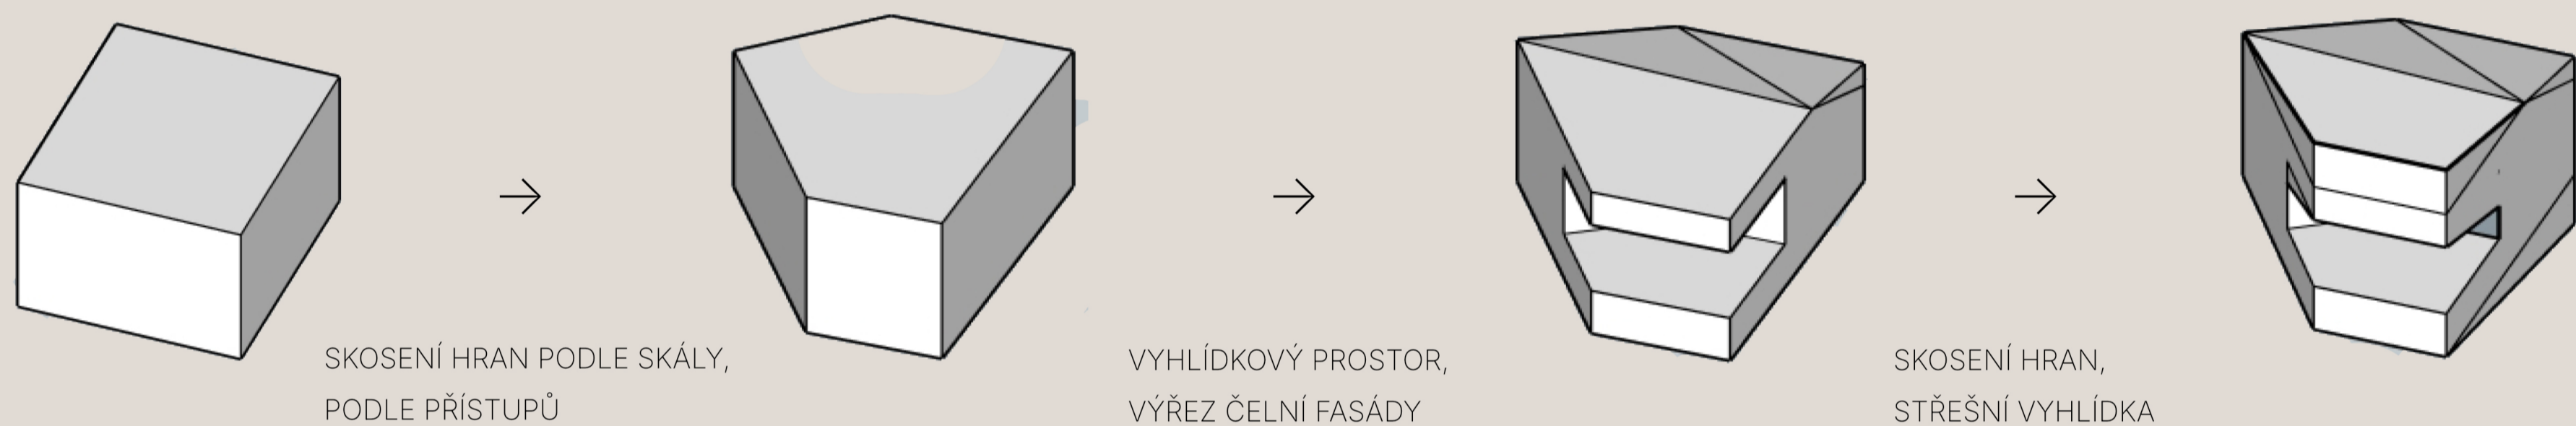 SKOSENÍ HRAN PODLE SKÁLY,
PODLE PŘÍSTUPŮ
VYHLÍDKOVÝ PROSTOR,
VÝŘEZ ČELNÍ FASÁDY
SKOSENÍ HRAN,
STŘEŠNÍ VYHLÍDKA